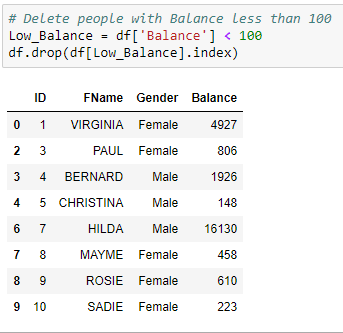 # Delete people with Balance less than 100
Low_Balance = df['Balance'] < 100
df.drop(df[Low_Balance].index)
ID FName Gender Balance
0 1 VIRGINIA Female 4927
2 3 PAUL Female 806
3 4 BERNARD Male 1926
4 5 CHRISTINA Male 148
6 7 HILDA Male 16130
7 8 MAYME Female 458
8 9 ROSIE Female 610
9 10 SADIE Female 223